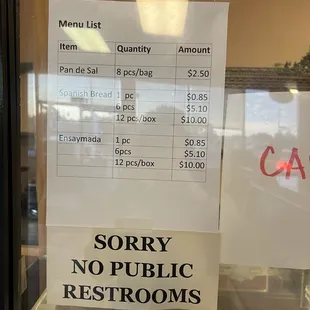 Menu List
Item Quantity Amount
Pan de Sal 8 pcs/bag $2.50
Spanish Bread 1 pc $0.85
6 pcs $5.10
12 pcs/box $10.00
Ensaymada 1 pc $0.85
6pcs $5.10
12 pcs/box $10.00
CA
SORRY
NO PUBLIC
RESTROOMS